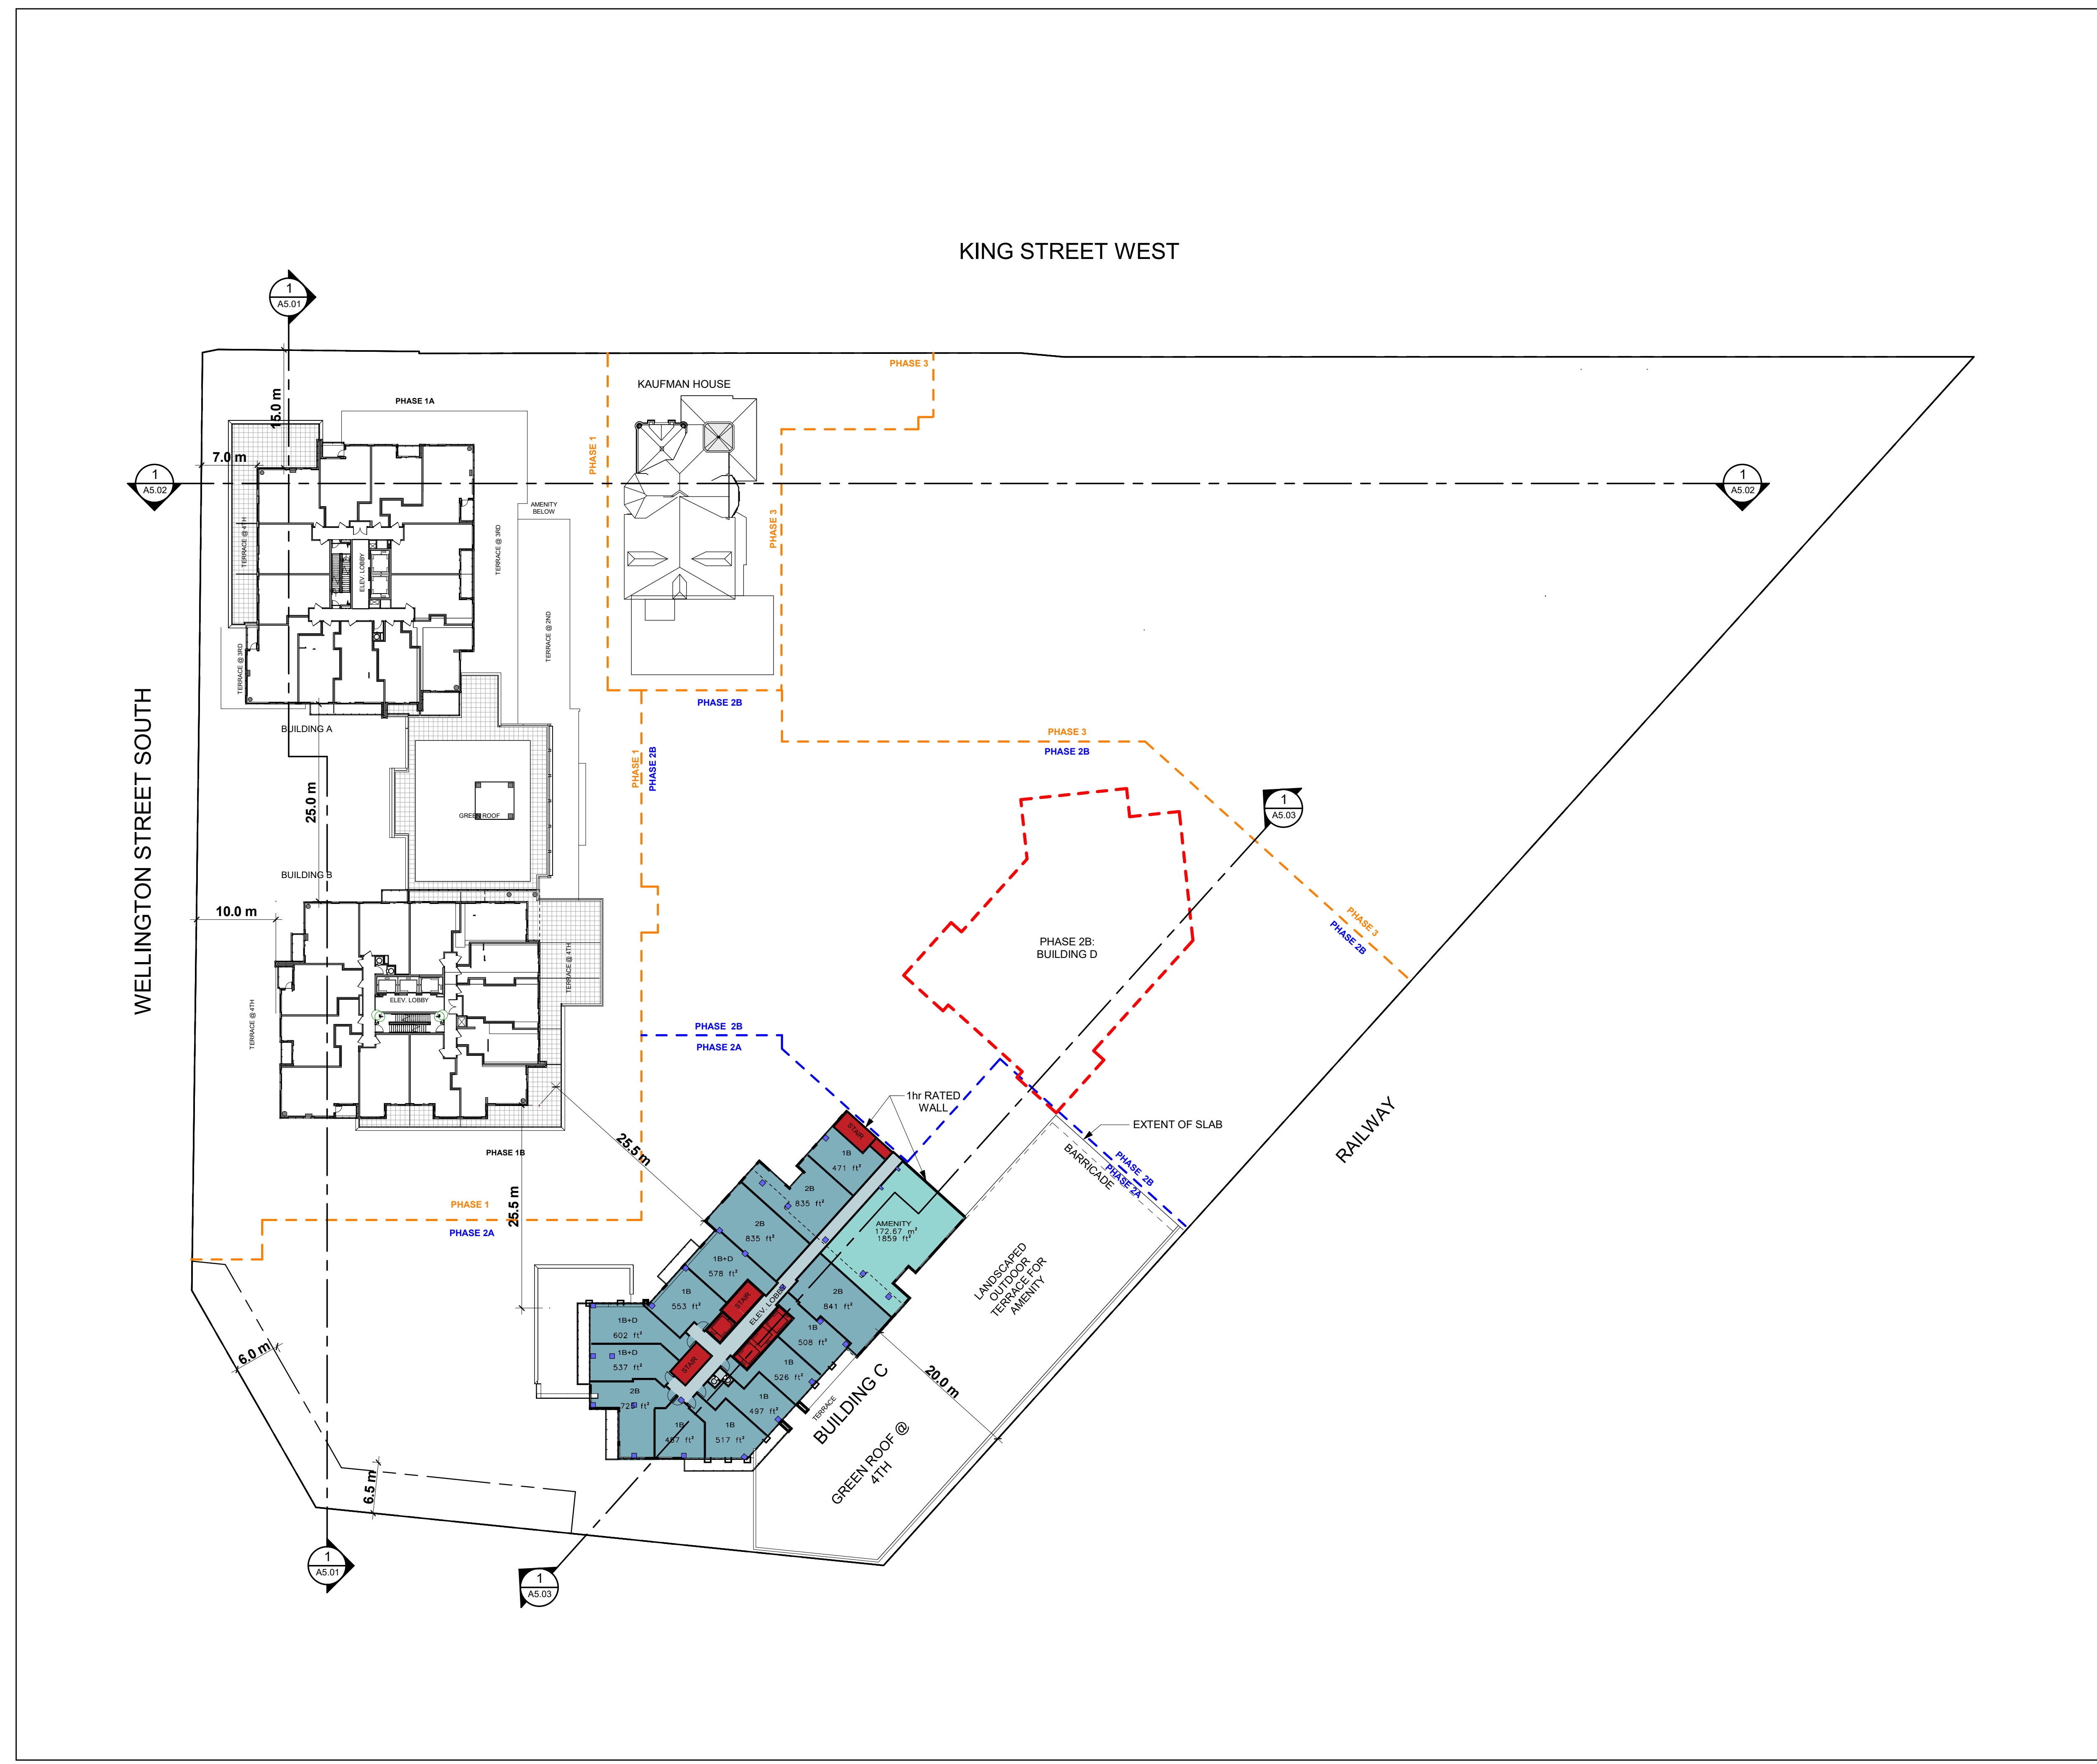 KING STREET WEST
1
A5.01
PHASE 3
KAUFMAN HOUSE
15.0 m
PHASE 1A
7.0 m
PHASE 1
1
A5.02
1
A5.02
AMENITY
BELOW
TERRACE @ 4TH
ELEV. LOBBY
TERRACE @ 3RD
PHASE 3
TERRACE @ 3RD
TERRACE @ 2ND
WELLINGTON STREET SOUTH
PHASE 2B
BUILDING A
PHASE 3
PHASE 2B
PHASE 1
PHASE 2B
25.0 m
GREEN ROOF
1
A5.03
BUILDING B
10.0 m
PHASE 3
PHASE 2B
PHASE 2B:
BUILDING D
TERRACE @ 4TH
ELEV. LOBBY
TERRACE @ 4TH
PHASE 2B
PHASE 2A
1hr RATED
WALL
EXTENT OF SLAB
RAILWAY
BARRICADE
PHASE 2B
PHASE 2A
25.5 m
PHASE 1B
STAIR
1B
471 ft²
2B
835 ft²
PHASE 1
25.5 m
PHASE 2A
2B
835 ft²
AMENITY
172.67 m²
1859 ft²
1B+D
578 ft²
LANDSCAPED
OUTDOOR
TERRACE FOR
AMENITY
1B
553 ft²
STAIR
ELEV. LOBBY
2B
841 ft²
1B+D
602 ft²
1B
508 ft²
1B+D
537 ft²
STAIR
1B
526 ft²
6.0 m
20.0 m
2B
725 ft²
1B
497 ft²
TERRACE
BUILDING C
1B
1B
517 ft²
GREEN ROOF @
4TH
6.5 m
1
A5.01
1
A5.03